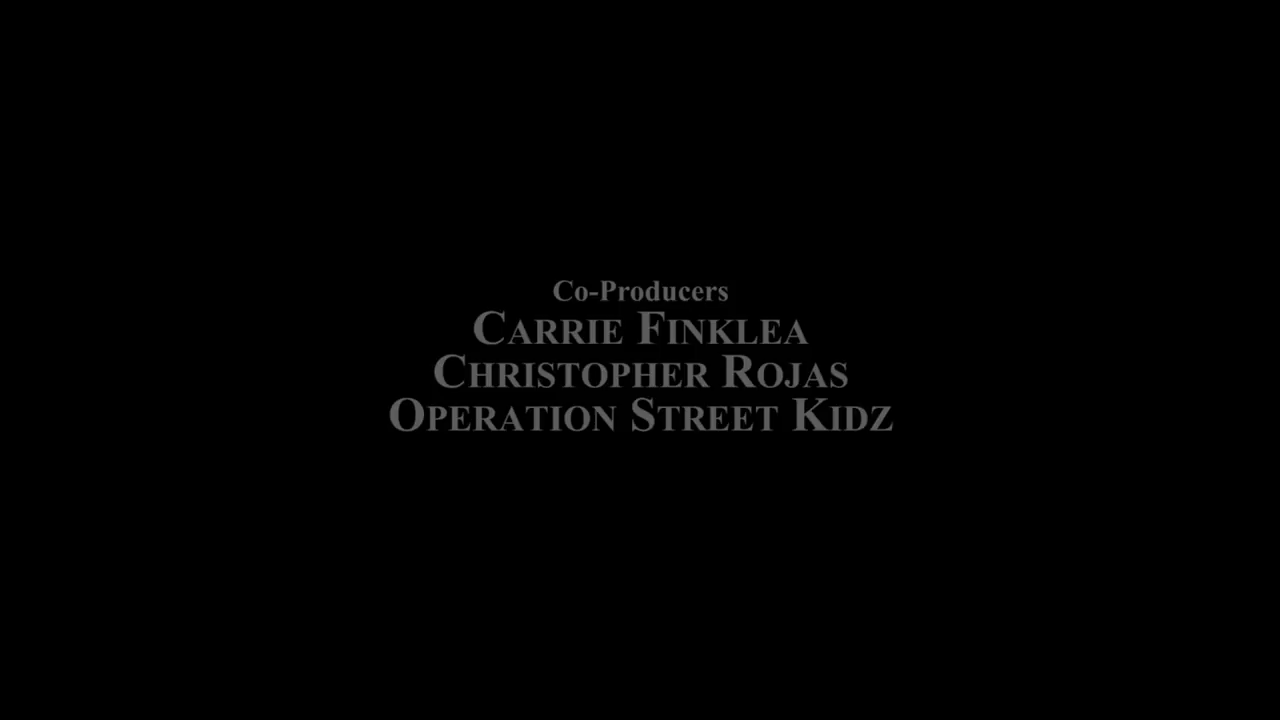 Co-Producers
CARRIE FINKLEA
CHRISTOPHER ROJAS
OPERATION STREET KIDZ